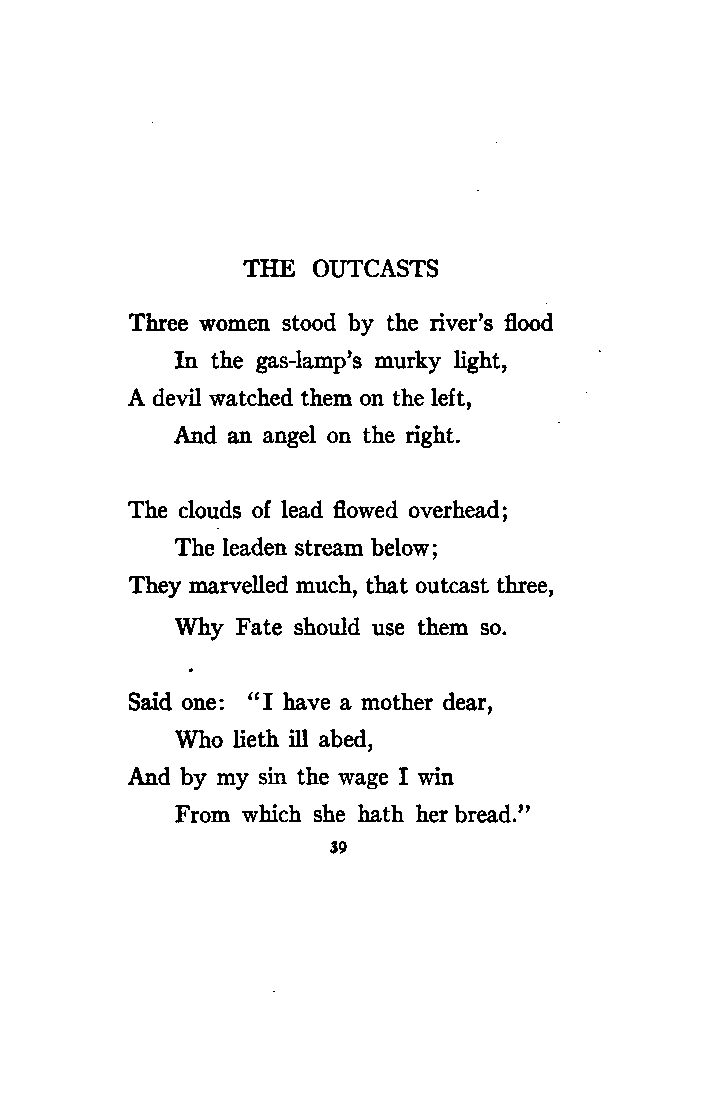 THE OUTCASTS
Three women stood by the river's flood
In the gas-lamp's murky light,
A devil watched them on the left,
And an angel on the right.
The clouds of lead flowed overhead;
The leaden stream below;
They marvelled much, that outcast three,
Why Fate should use them so.
Said one: "I have a mother dear,
Who lieth ill abed,
And by my sin the wage I win
From which she hath her bread."
39